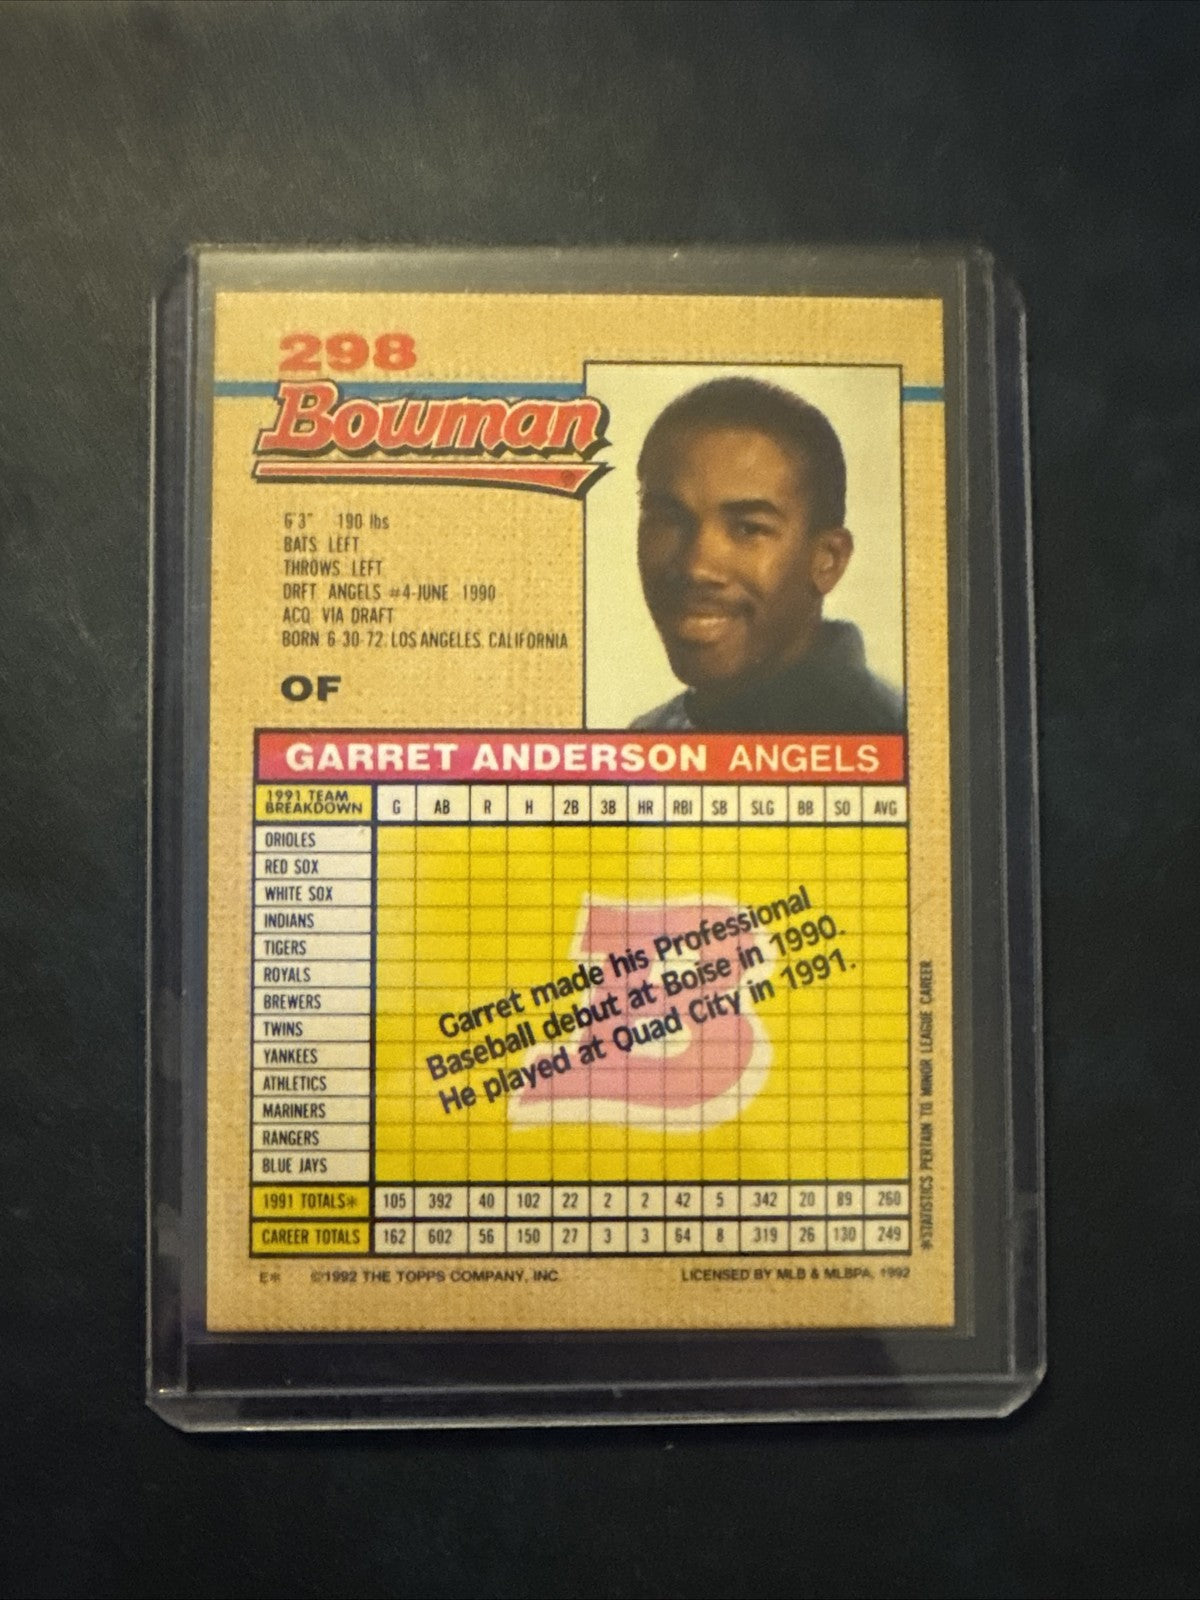 298
Bowman
6'3" 190 lbs
BATS LEFT
THROWS LEFT
DRFT ANGELS #4-JUNE 1990
ACQ VIA DRAFT
BORN 6-30-72, LOS ANGELES, CALIFORNIA
OF
GARRET ANDERSON ANGELS
1991 TEAM BREAKDOWN G AB R H 2B 3B HR RBI SB SLG BB SO AVG
ORIOLES
RED SOX
WHITE SOX
INDIANS
TIGERS
ROYALS
BREWERS
TWINS
YANKEES
ATHLETICS
MARINERS
RANGERS
BLUE JAYS
B
Garret made his Professional
Baseball debut at Boise in 1990.
He played at Quad City in 1991.
1991 TOTALS* 105 392 40 102 22 2 2 42 5 .342 20 89 .260
CAREER TOTALS 162 602 56 150 27 3 3 64 8 .319 26 130 .249
*STATISTICS PERTAIN TO MINOR LEAGUE CAREER
E* ©1992 THE TOPPS COMPANY, INC. LICENSED BY MLB & MLBPA, 1992